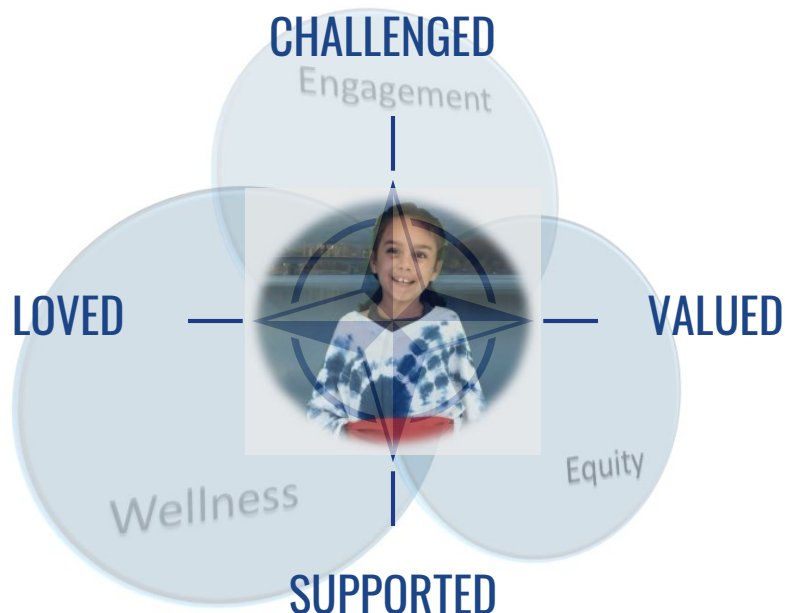 CHALLENGED
Engagement
LOVED
VALUED
Equity
Wellness
SUPPORTED